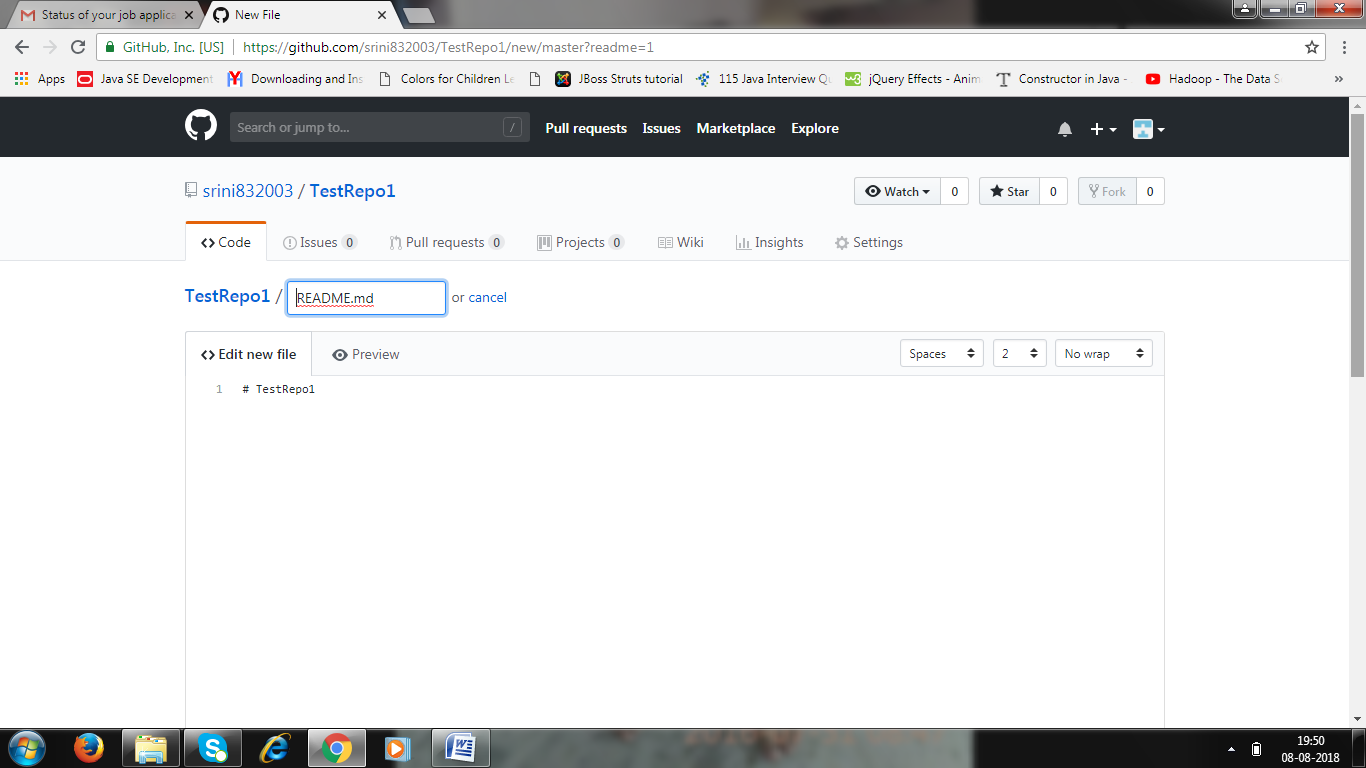 Status of your job applica
New File
GitHub, Inc. [US]
https://github.com/srini832003/TestRepo1/new/master?readme=1
Apps
Java SE Development
Downloading and Ins
Colors for Children Le
JBoss Struts tutorial
115 Java Interview Qu
jQuery Effects - Anim
Constructor in Java -
Hadoop - The Data S
»
Search or jump to...
/
Pull requests
Issues
Marketplace
Explore
srini832003 / TestRepo1
Watch
0
Star
0
Fork
0
Code
Issues 0
Pull requests 0
Projects 0
Wiki
Insights
Settings
TestRepo1 / README.md or cancel
Edit new file
Preview
Spaces
2
No wrap
1 # TestRepo1
19:50
08-08-2018